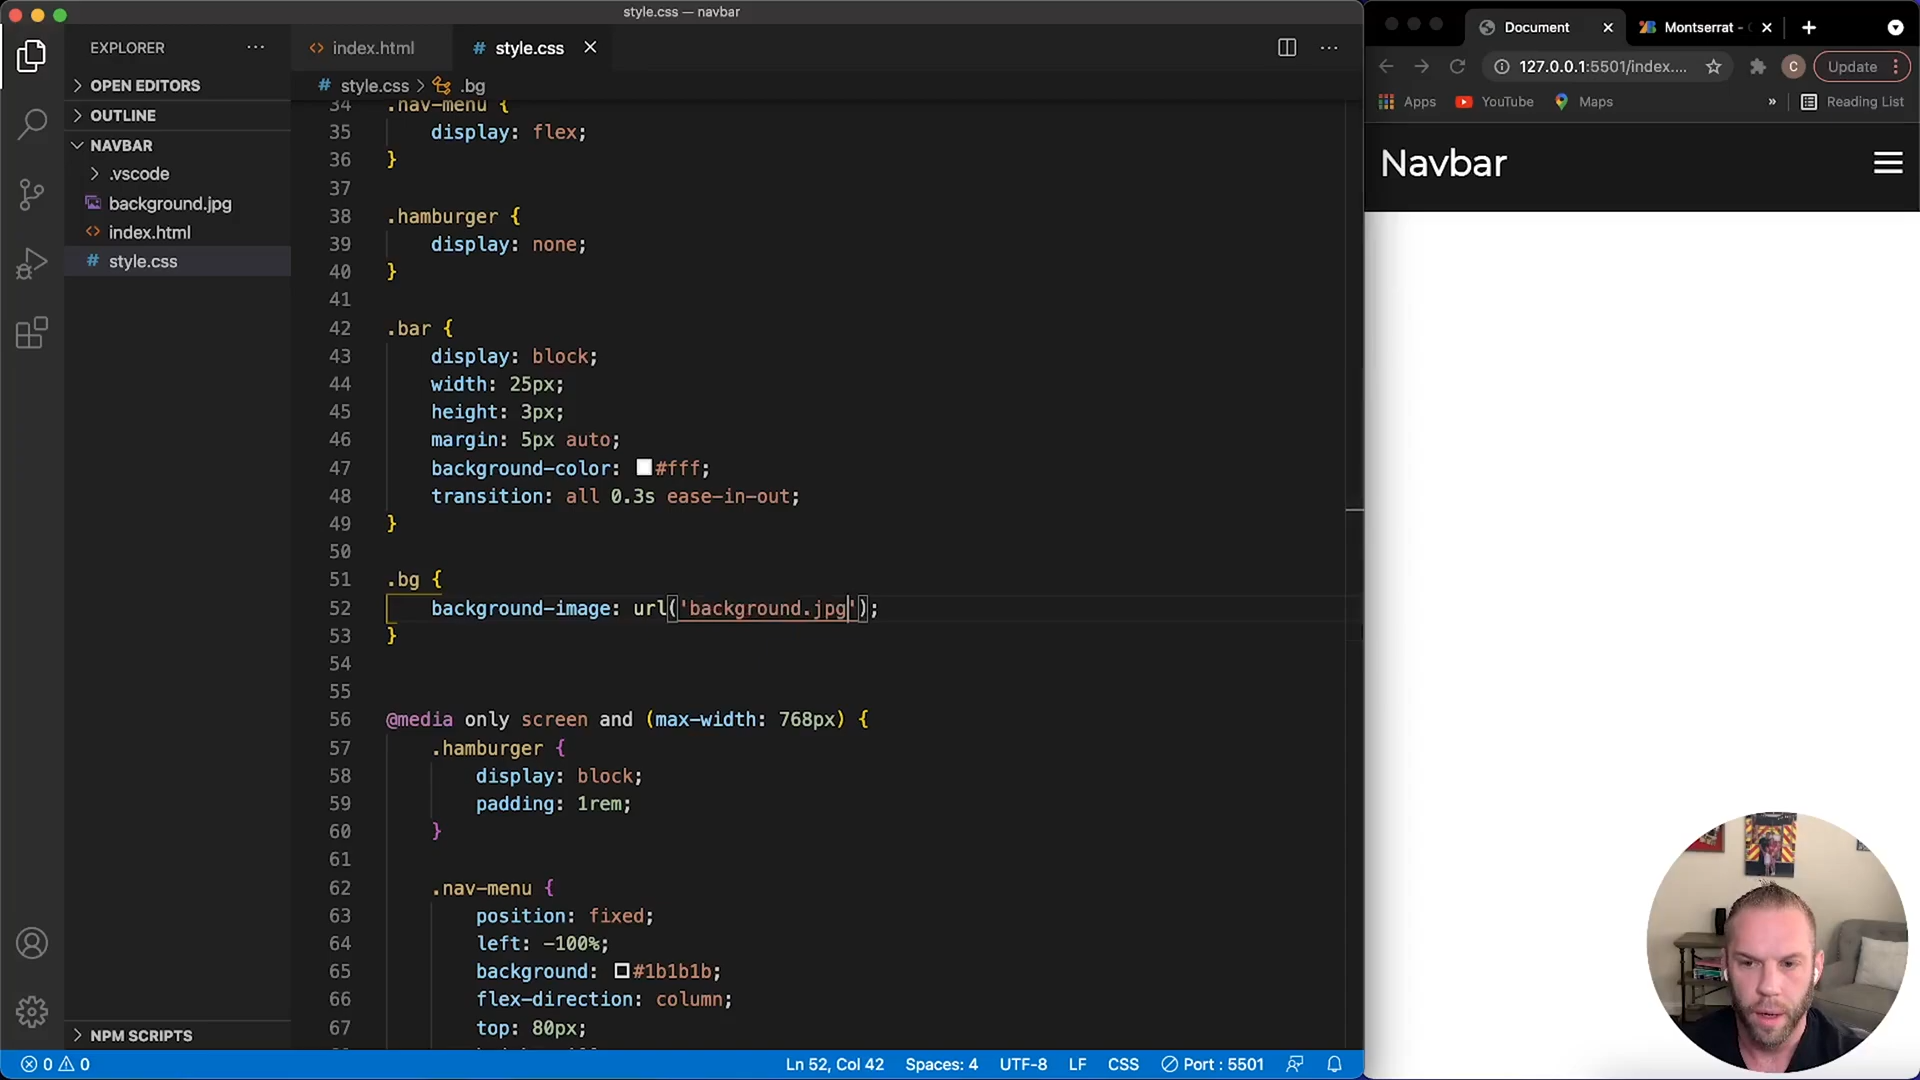 style.css — navbar
EXPLORER
OPEN EDITORS
OUTLINE
NAVBAR
.vscode
background.jpg
index.html
style.css
NPM SCRIPTS
index.html
style.css
style.css > .bg
34 .nav-menu {
35 display: flex;
36 }
37
38 .hamburger {
39 display: none;
40 }
41
42 .bar {
43 display: block;
44 width: 25px;
45 height: 3px;
46 margin: 5px auto;
47 background-color: #fff;
48 transition: all 0.3s ease-in-out;
49 }
50
51 .bg {
52 background-image: url('background.jpg');
53 }
54
55
56 @media only screen and (max-width: 768px) {
57 .hamburger {
58 display: block;
59 padding: 1rem;
60 }
61
62 .nav-menu {
63 position: fixed;
64 left: -100%;
65 background: #1b1b1b;
66 flex-direction: column;
67 top: 80px;
0 0
Ln 52, Col 42
Spaces: 4
UTF-8
LF
CSS
Port : 5501
Document
Montserrat -
127.0.0.1:5501/index....
C
Update
Apps
YouTube
Maps
»
Reading List
Navbar